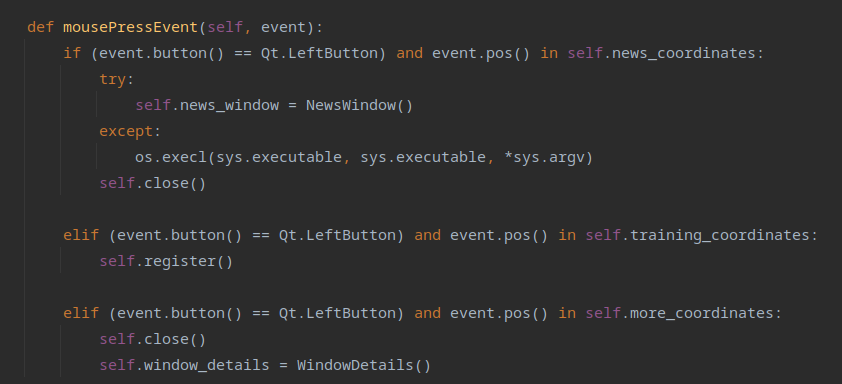 def mousePressEvent(self, event):
    if (event.button() == Qt.LeftButton) and event.pos() in self.news_coordinates:
        try:
            self.news_window = NewsWindow()
        except:
            os.execl(sys.executable, sys.executable, *sys.argv)
        self.close()

    elif (event.button() == Qt.LeftButton) and event.pos() in self.training_coordinates:
        self.register()

    elif (event.button() == Qt.LeftButton) and event.pos() in self.more_coordinates:
        self.close()
        self.window_details = WindowDetails()